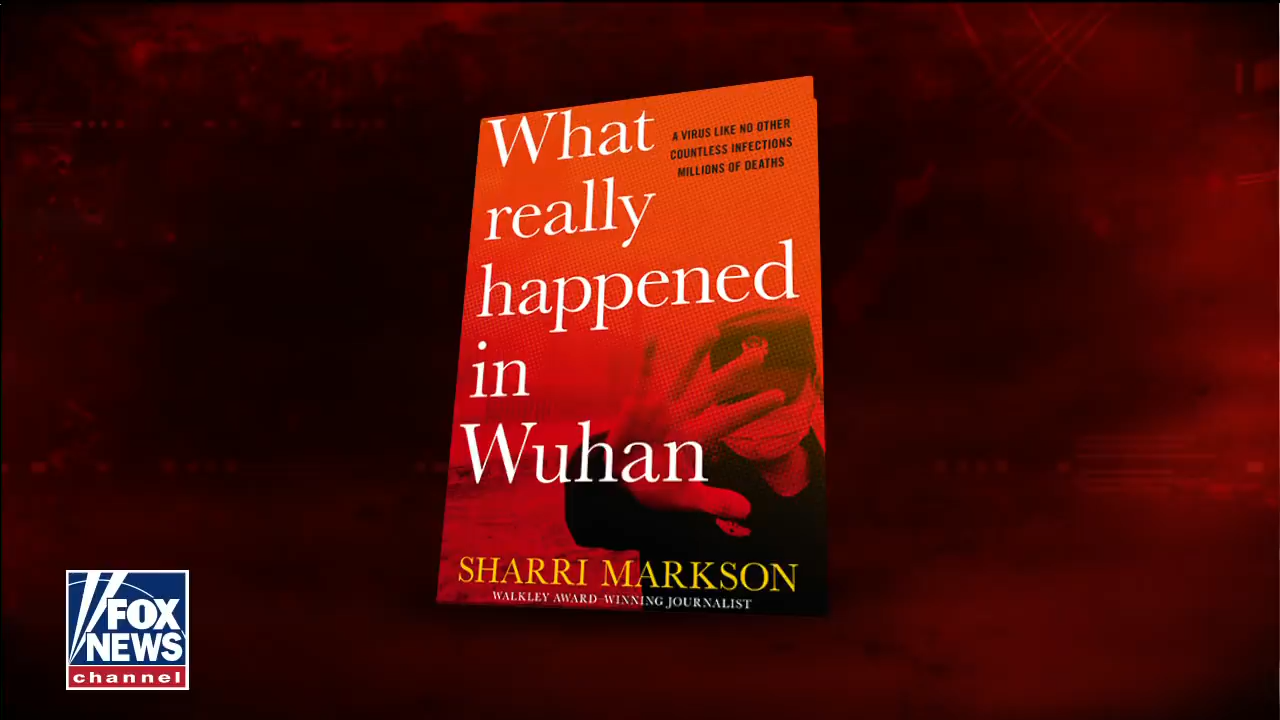 What
really
happened
in
Wuhan
A VIRUS LIKE NO OTHER
COUNTLESS INFECTIONS
MILLIONS OF DEATHS
SHARRI MARKSON
WALKLEY AWARD-WINNING JOURNALIST
FOX
NEWS
channel